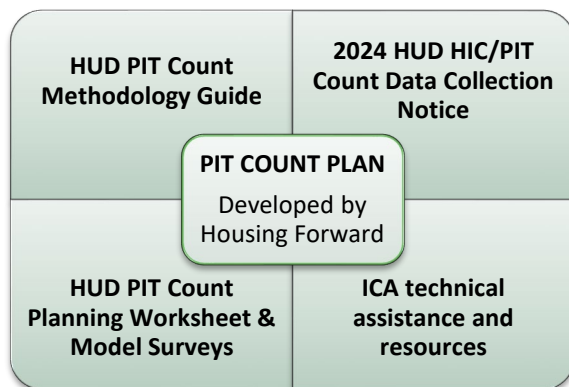 HUD PIT Count
Methodology Guide
2024 HUD HIC/PIT
Count Data Collection
Notice
PIT COUNT PLAN
Developed by
Housing Forward
HUD PIT Count
Planning Worksheet &
Model Surveys
ICA technical
assistance and
resources